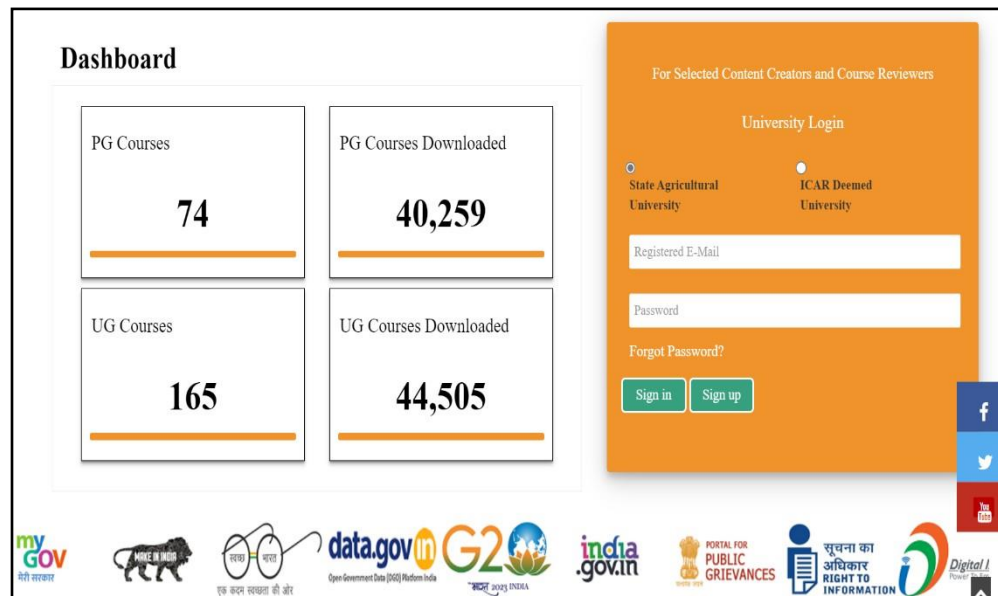 Dashboard
PG Courses
74
PG Courses Downloaded
40,259
UG Courses
165
UG Courses Downloaded
44,505
For Selected Content Creators and Course Reviewers
University Login
State Agricultural
University
ICAR Deemed
University
Registered E-Mail
Password
Forgot Password?
Sign in
Sign up
f
You
Tube
my
GOV
मेरी सरकार
MAKE IN INDIA
स्वच्छ भारत
एक कदम स्वच्छता की ओर
data.gov in
Open Government Data (OGD) Platform India
G20
भारत 2023 INDIA
india
.gov.in
PORTAL FOR
PUBLIC
GRIEVANCES
सूचना का
अधिकार
RIGHT TO
INFORMATION
Digital I